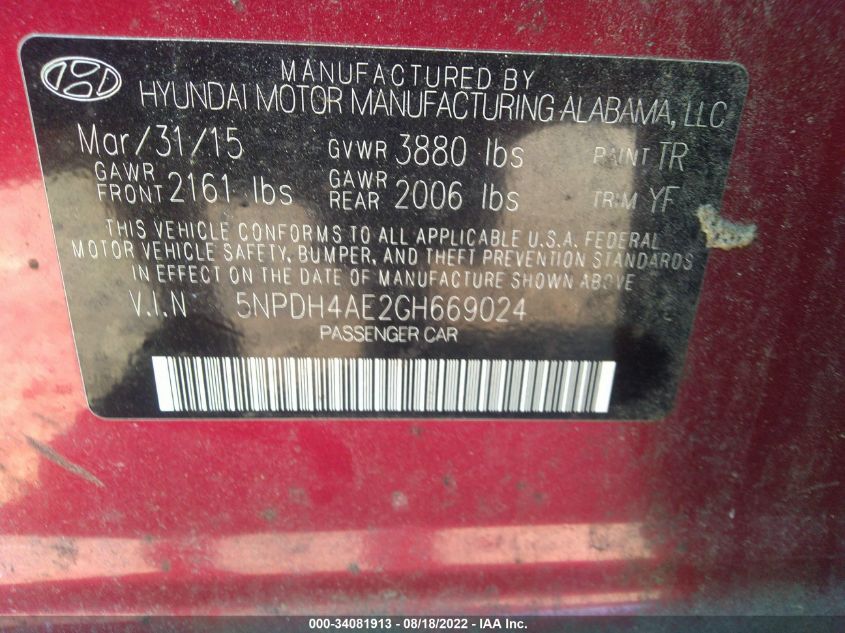 MANUFACTURED BY
HYUNDAI MOTOR MANUFACTURING ALABAMA, LLC
Mar/31/15 GVWR 3880 lbs PAINT TR
GAWR FRONT 2161 lbs GAWR REAR 2006 lbs TRIM YF
THIS VEHICLE CONFORMS TO ALL APPLICABLE U.S.A. FEDERAL
MOTOR VEHICLE SAFETY, BUMPER, AND THEFT PREVENTION STANDARDS
IN EFFECT ON THE DATE OF MANUFACTURE SHOWN ABOVE.
V.I.N 5NPDH4AE2GH669024
PASSENGER CAR
000-34081913 - 08/18/2022 - IAA Inc.